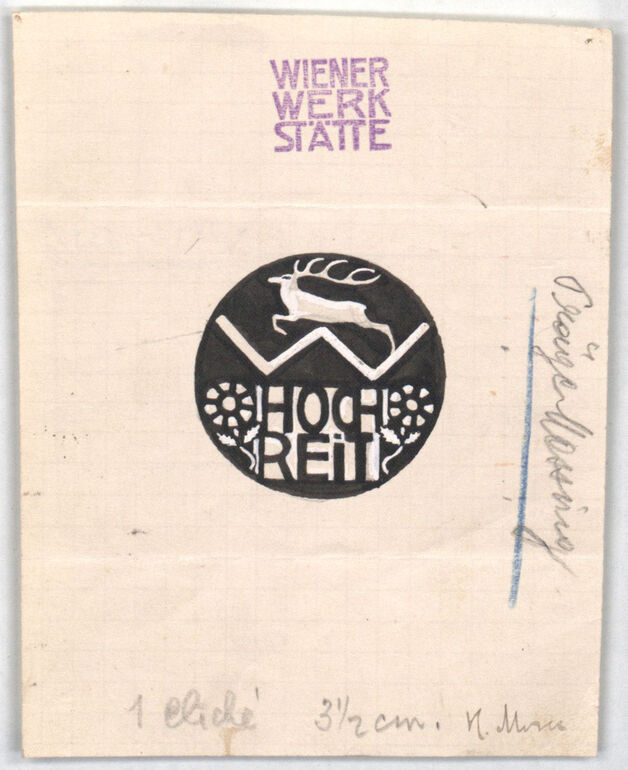 WIENER
WERK
STÄTTE
HOCH
REIT
1 cliché 3½ cm.